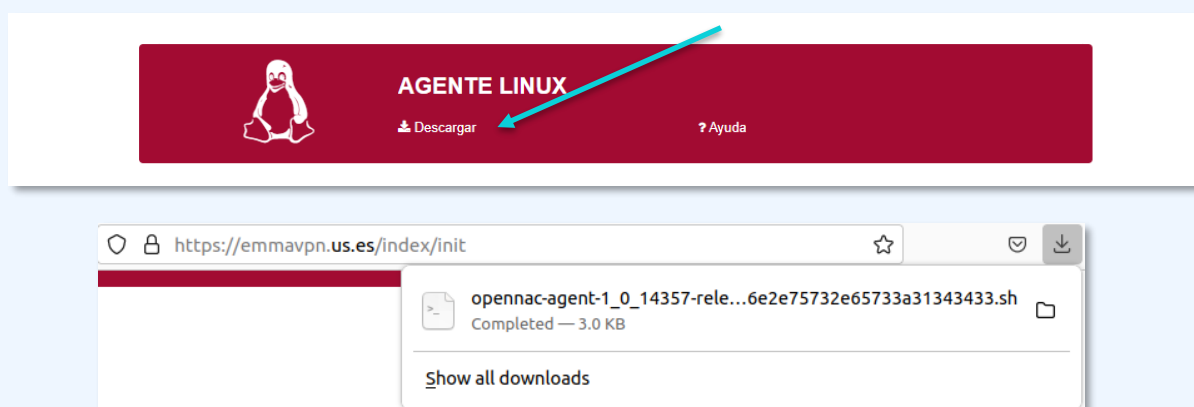 AGENTE LINUX
Descargar
? Ayuda
https://emmavpn.us.es/index/init
opennac-agent-1_0_14357-rele…6e2e75732e65733a31343433.sh
Completed — 3.0 KB
Show all downloads